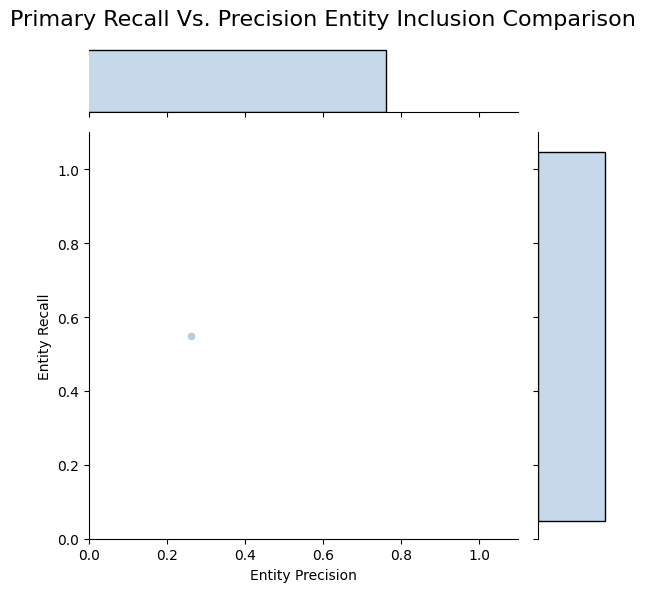 Primary Recall Vs. Precision Entity Inclusion Comparison
1.0
0.8
0.6
0.4
0.2
0.0
Entity Recall
0.0 0.2 0.4 0.6 0.8 1.0
Entity Precision